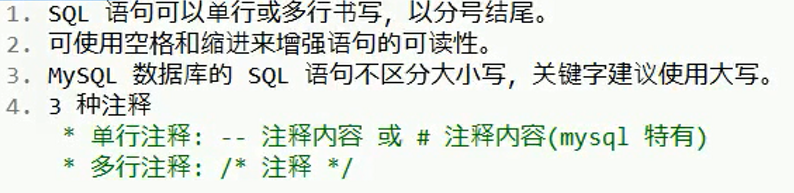 1. SQL 语句可以单行或多行书写，以分号结尾。
2. 可使用空格和缩进来增强语句的可读性。
3. MySQL 数据库的 SQL 语句不区分大小写，关键字建议使用大写。
4. 3 种注释
* 单行注释: -- 注释内容 或 # 注释内容(mysql 特有)
* 多行注释: /* 注释 */